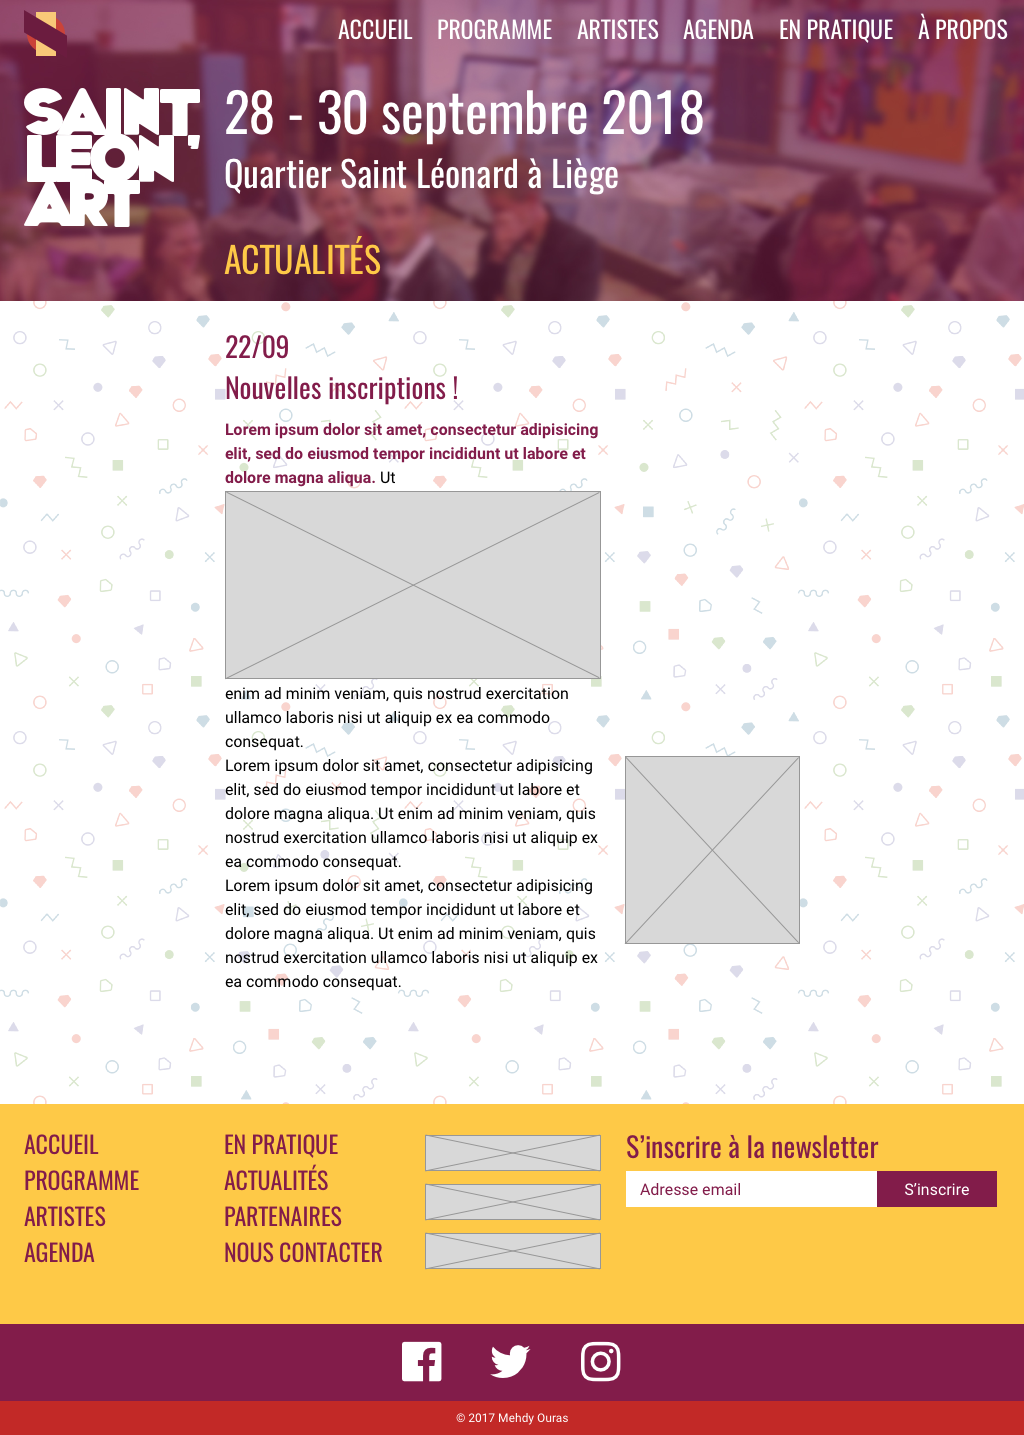 ACCUEIL PROGRAMME ARTISTES AGENDA EN PRATIQUE À PROPOS
SAINT
LÉON'
ART
28 - 30 septembre 2018
Quartier Saint Léonard à Liège
ACTUALITÉS
22/09
Nouvelles inscriptions !
Lorem ipsum dolor sit amet, consectetur adipisicing
elit, sed do eiusmod tempor incididunt ut labore et
dolore magna aliqua. Ut
enim ad minim veniam, quis nostrud exercitation
ullamco laboris nisi ut aliquip ex ea commodo
consequat.
Lorem ipsum dolor sit amet, consectetur adipisicing
elit, sed do eiusmod tempor incididunt ut labore et
dolore magna aliqua. Ut enim ad minim veniam, quis
nostrud exercitation ullamco laboris nisi ut aliquip ex
ea commodo consequat.
Lorem ipsum dolor sit amet, consectetur adipisicing
elit, sed do eiusmod tempor incididunt ut labore et
dolore magna aliqua. Ut enim ad minim veniam, quis
nostrud exercitation ullamco laboris nisi ut aliquip ex
ea commodo consequat.
ACCUEIL
PROGRAMME
ARTISTES
AGENDA
EN PRATIQUE
ACTUALITÉS
PARTENAIRES
NOUS CONTACTER
S’inscrire à la newsletter
Adresse email
S’inscrire
© 2017 Mehdy Ouras